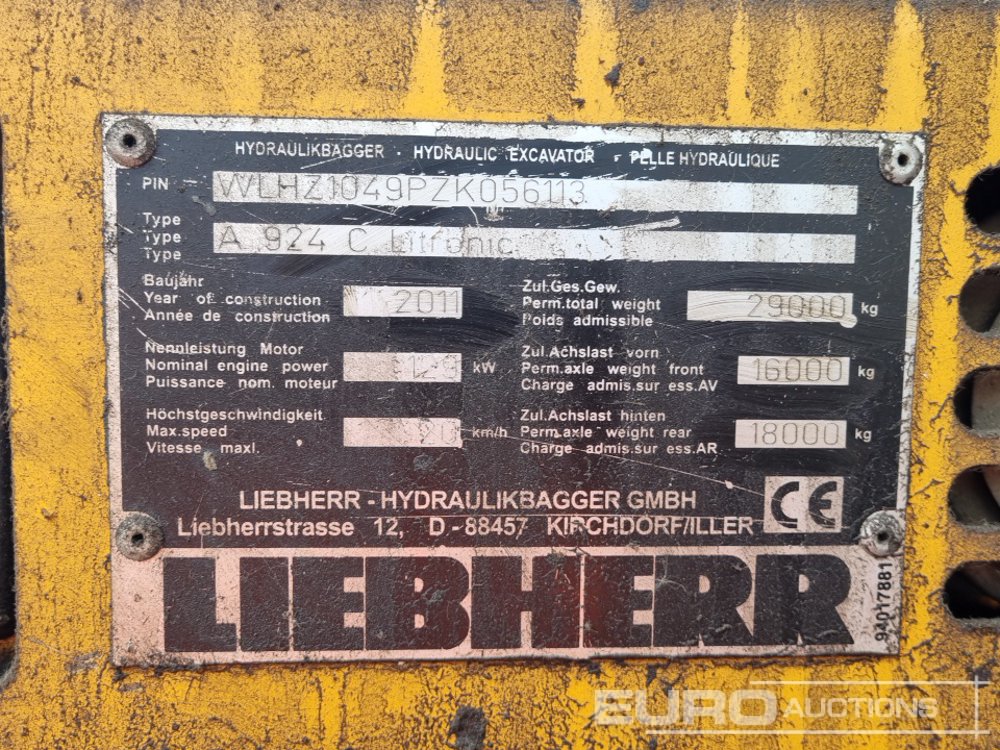 HYDRAULIKBAGGER - HYDRAULIC EXCAVATOR - PELLE HYDRAULIQUE
PIN WLHZ1049PZK056113
Type
Type A 924 C Litronic
Type
Baujahr
Year of construction 2011
Année de construction
Zul.Ges.Gew.
Perm.total weight 29000 kg
Poids admissible
Nennleistung Motor
Nominal engine power 129 kW
Puissance nom. moteur
Zul.Achslast vorn
Perm.axle weight front 16000 kg
Charge admis.sur ess.AV
Höchstgeschwindigkeit
Max.speed 20 km/h
Vitesse maxl.
Zul.Achslast hinten
Perm.axle weight rear 18000 kg
Charge admis.sur ess.AR
LIEBHERR - HYDRAULIKBAGGER GMBH
Liebherrstrasse 12, D-88457 KIRCHDORF/ILLER
CE
LIEBHERR
94017881
EURO AUCTIONS